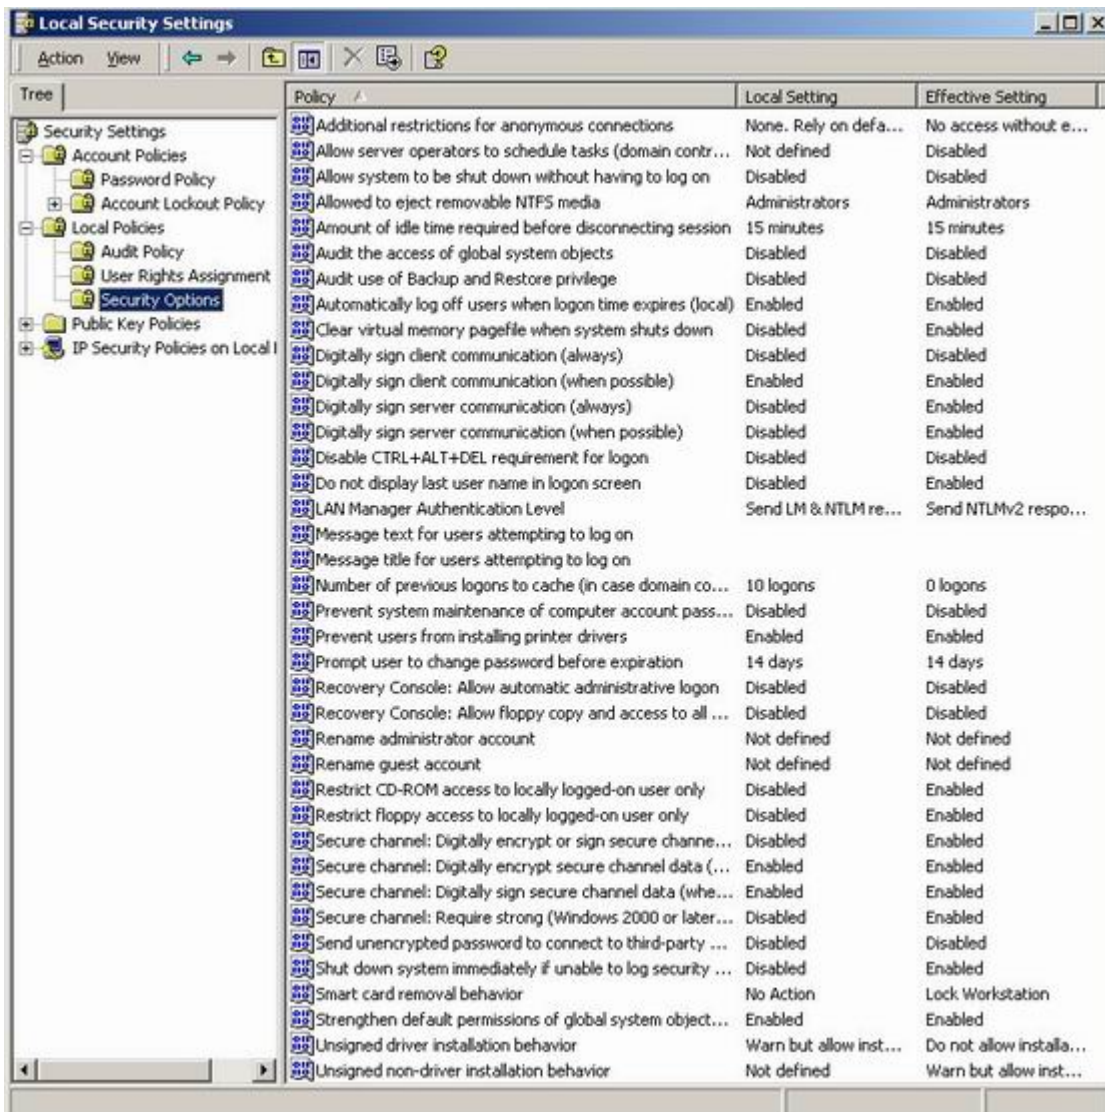 Local Security Settings
Action View
Tree
Security Settings
Account Policies
Password Policy
Account Lockout Policy
Local Policies
Audit Policy
User Rights Assignment
Security Options
Public Key Policies
IP Security Policies on Local
Policy Local Setting Effective Setting
Additional restrictions for anonymous connections None. Rely on defa... No access without e...
Allow server operators to schedule tasks (domain contr... Not defined Disabled
Allow system to be shut down without having to log on Disabled Disabled
Allowed to eject removable NTFS media Administrators Administrators
Amount of idle time required before disconnecting session 15 minutes 15 minutes
Audit the access of global system objects Disabled Disabled
Audit use of Backup and Restore privilege Disabled Disabled
Automatically log off users when logon time expires (local) Enabled Enabled
Clear virtual memory pagefile when system shuts down Disabled Enabled
Digitally sign client communication (always) Disabled Enabled
Digitally sign client communication (when possible) Enabled Enabled
Digitally sign server communication (always) Disabled Enabled
Digitally sign server communication (when possible) Disabled Enabled
Disable CTRL+ALT+DEL requirement for logon Disabled Disabled
Do not display last user name in logon screen Disabled Enabled
LAN Manager Authentication Level Send LM & NTLM re... Send NTLMv2 respo...
Message text for users attempting to log on
Message title for users attempting to log on
Number of previous logons to cache (in case domain co... 10 logons 0 logons
Prevent system maintenance of computer account pass... Disabled Disabled
Prevent users from installing printer drivers Enabled Enabled
Prompt user to change password before expiration 14 days 14 days
Recovery Console: Allow automatic administrative logon Disabled Disabled
Recovery Console: Allow floppy copy and access to all ... Disabled Disabled
Rename administrator account Not defined Not defined
Rename guest account Not defined Not defined
Restrict CD-ROM access to locally logged-on user only Disabled Enabled
Restrict floppy access to locally logged-on user only Disabled Enabled
Secure channel: Digitally encrypt or sign secure channe... Disabled Enabled
Secure channel: Digitally encrypt secure channel data (... Enabled Enabled
Secure channel: Digitally sign secure channel data (whe... Enabled Enabled
Secure channel: Require strong (Windows 2000 or later... Disabled Enabled
Send unencrypted password to connect to third-party ... Disabled Disabled
Shut down system immediately if unable to log security ... Disabled Enabled
Smart card removal behavior No Action Lock Workstation
Strengthen default permissions of global system object... Enabled Enabled
Unsigned driver installation behavior Warn but allow inst... Do not allow installa...
Unsigned non-driver installation behavior Not defined Warn but allow inst...